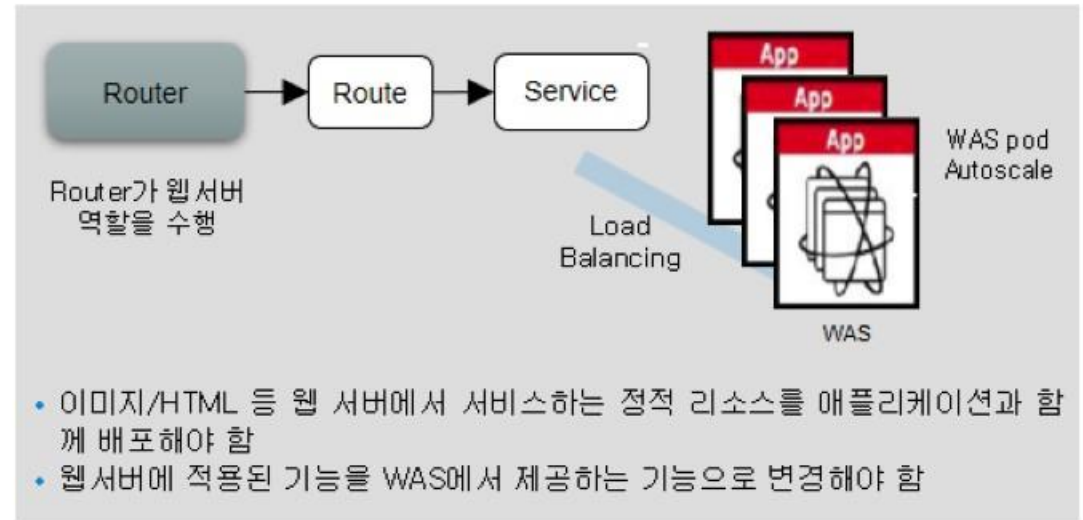 Router
Route
Service
App
App
App
WAS pod
Autoscale
Router가 웹서버
역할을 수행
Load
Balancing
WAS
• 이미지/HTML 등 웹 서버에서 서비스하는 정적 리소스를 애플리케이션과 함
께 배포해야 함
• 웹서버에 적용된 기능을 WAS에서 제공하는 기능으로 변경해야 함